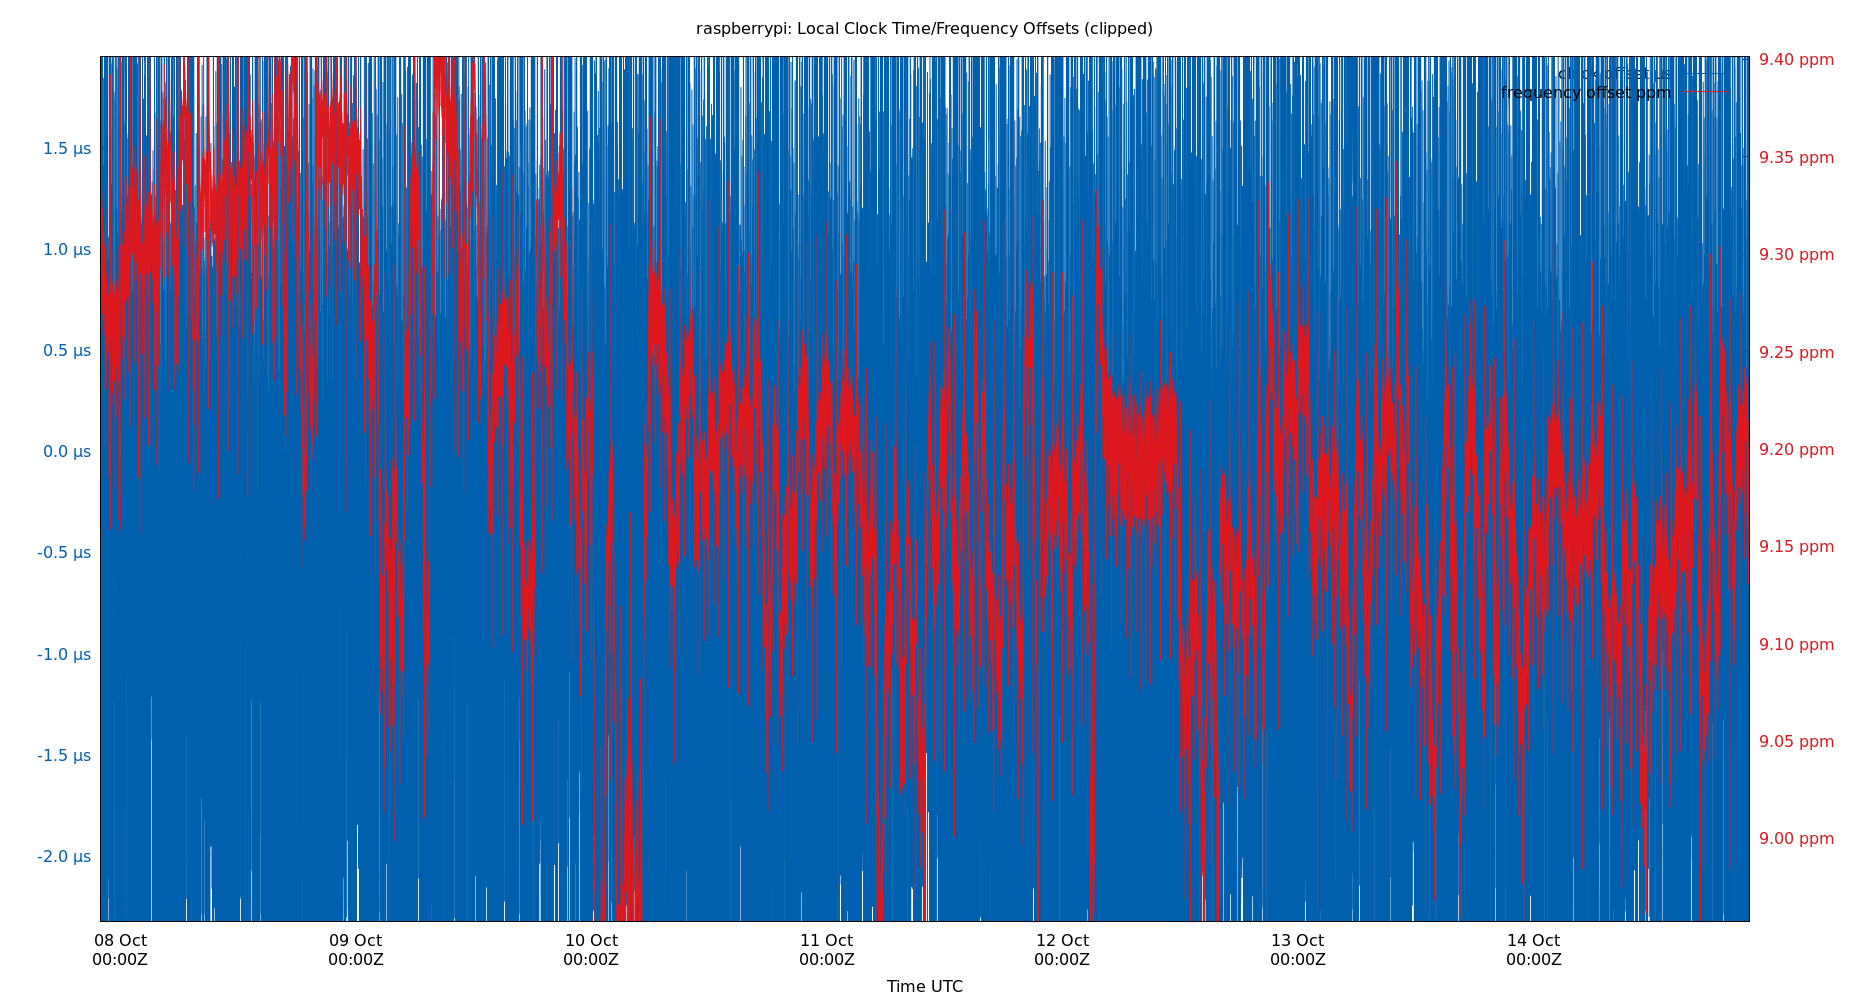 raspberrypi: Local Clock Time/Frequency Offsets (clipped)
9.40 ppm
clock offset µs
frequency offset ppm
1.5 µs
9.35 ppm
1.0 µs
9.30 ppm
0.5 µs
9.25 ppm
0.0 µs
9.20 ppm
-0.5 µs
9.15 ppm
-1.0 µs
9.10 ppm
-1.5 µs
9.05 ppm
-2.0 µs
9.00 ppm
08 Oct 09 Oct 10 Oct 11 Oct 12 Oct 13 Oct 14 Oct
00:00Z 00:00Z 00:00Z 00:00Z 00:00Z 00:00Z 00:00Z
Time UTC